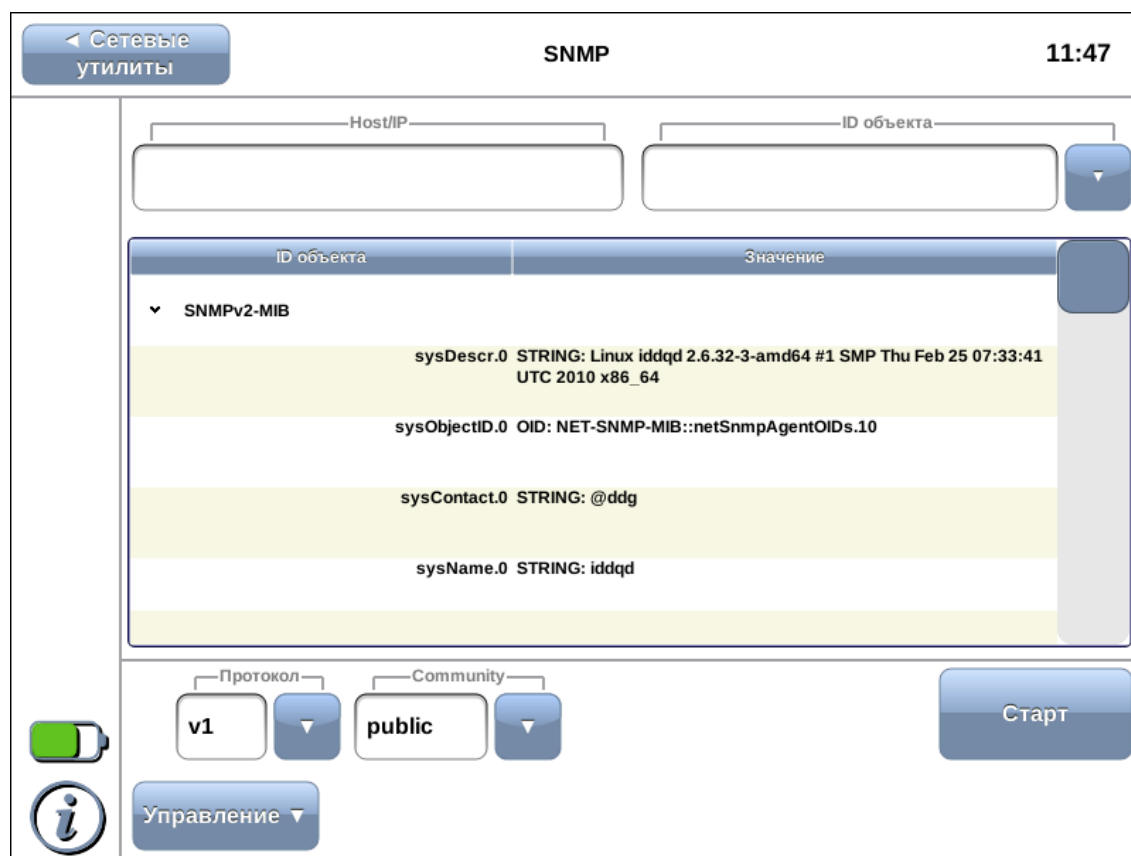 ◄ Сетевые
утилиты
SNMP
11:47
Host/IP
ID объекта
ID объекта
Значение
SNMPv2-MIB
sysDescr.0 STRING: Linux iddqd 2.6.32-3-amd64 #1 SMP Thu Feb 25 07:33:41
UTC 2010 x86_64
sysObjectID.0 OID: NET-SNMP-MIB::netSnmpAgentOIDs.10
sysContact.0 STRING: @ddg
sysName.0 STRING: iddqd
Протокол
Community
v1
public
Старт
Управление ▼